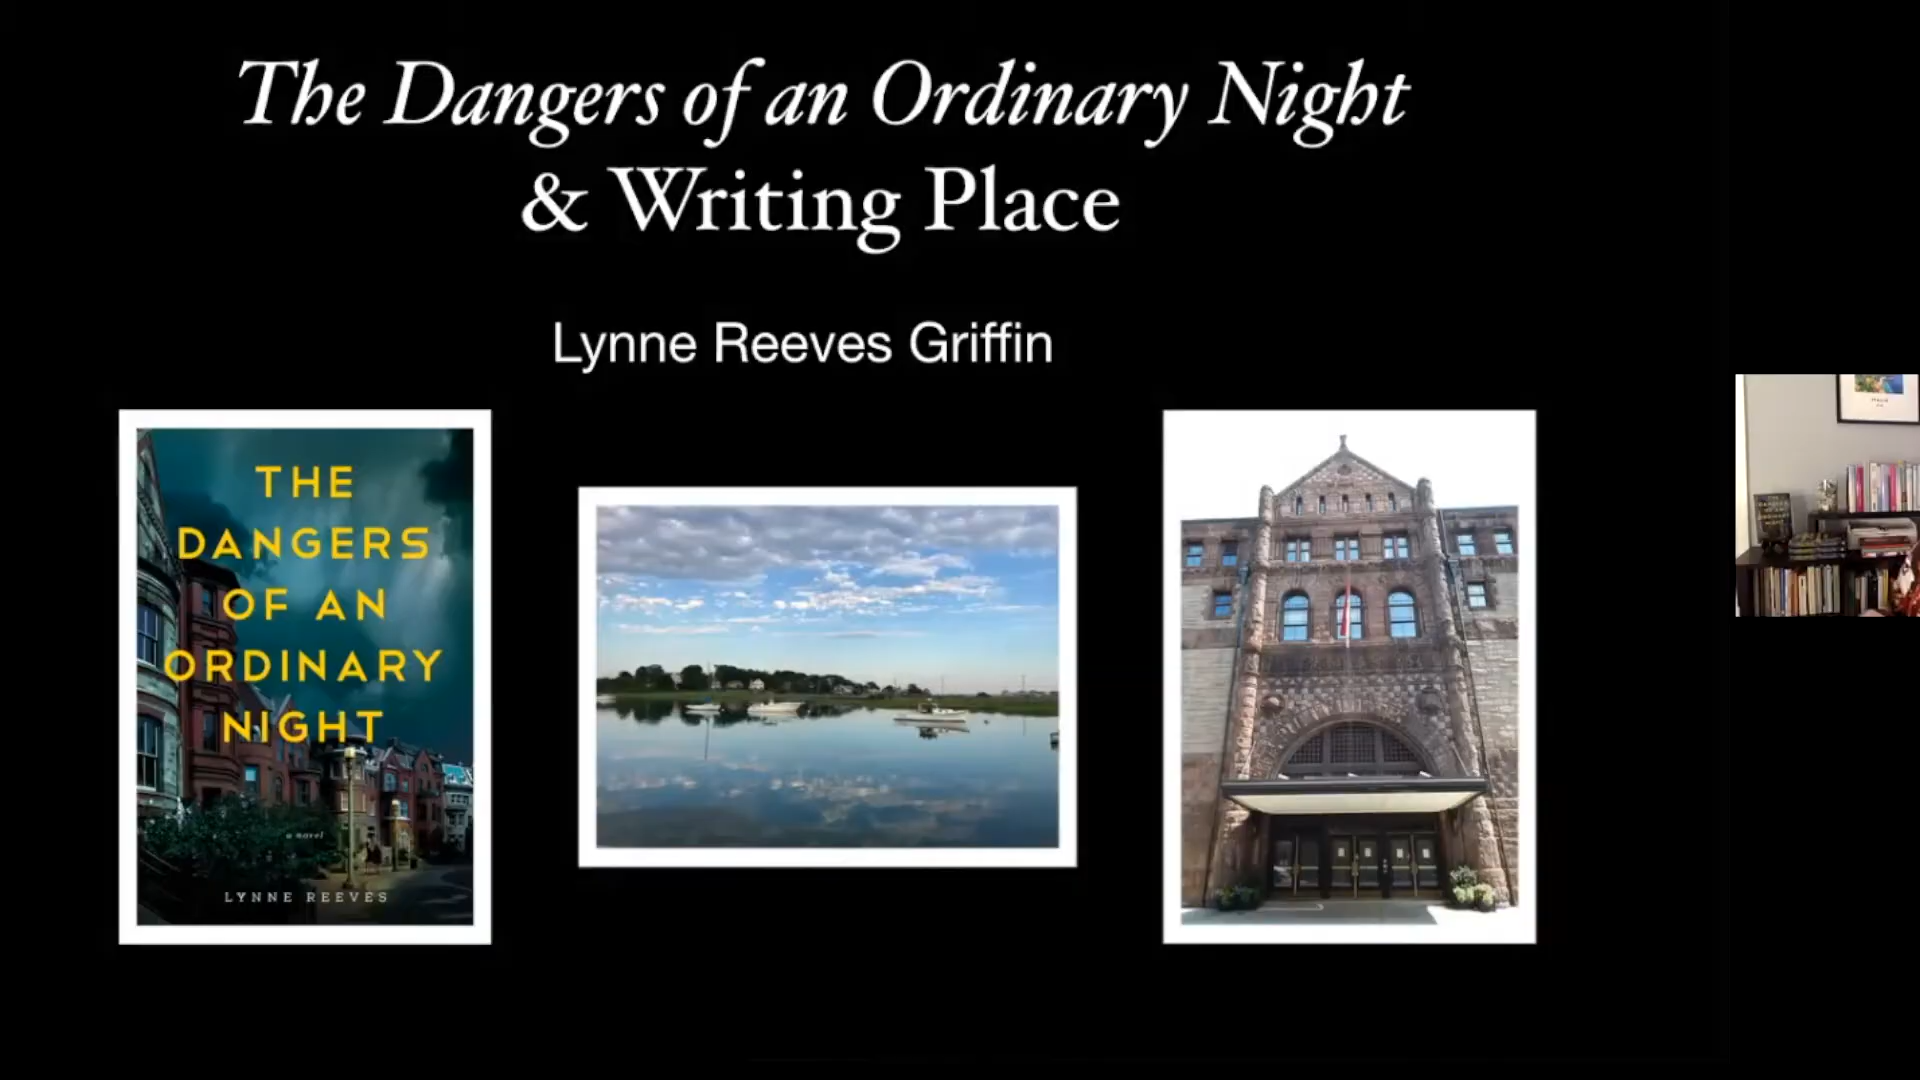 The Dangers of an Ordinary Night
& Writing Place
Lynne Reeves Griffin
THE
DANGERS
OF AN
ORDINARY
NIGHT
a novel
LYNNE REEVES